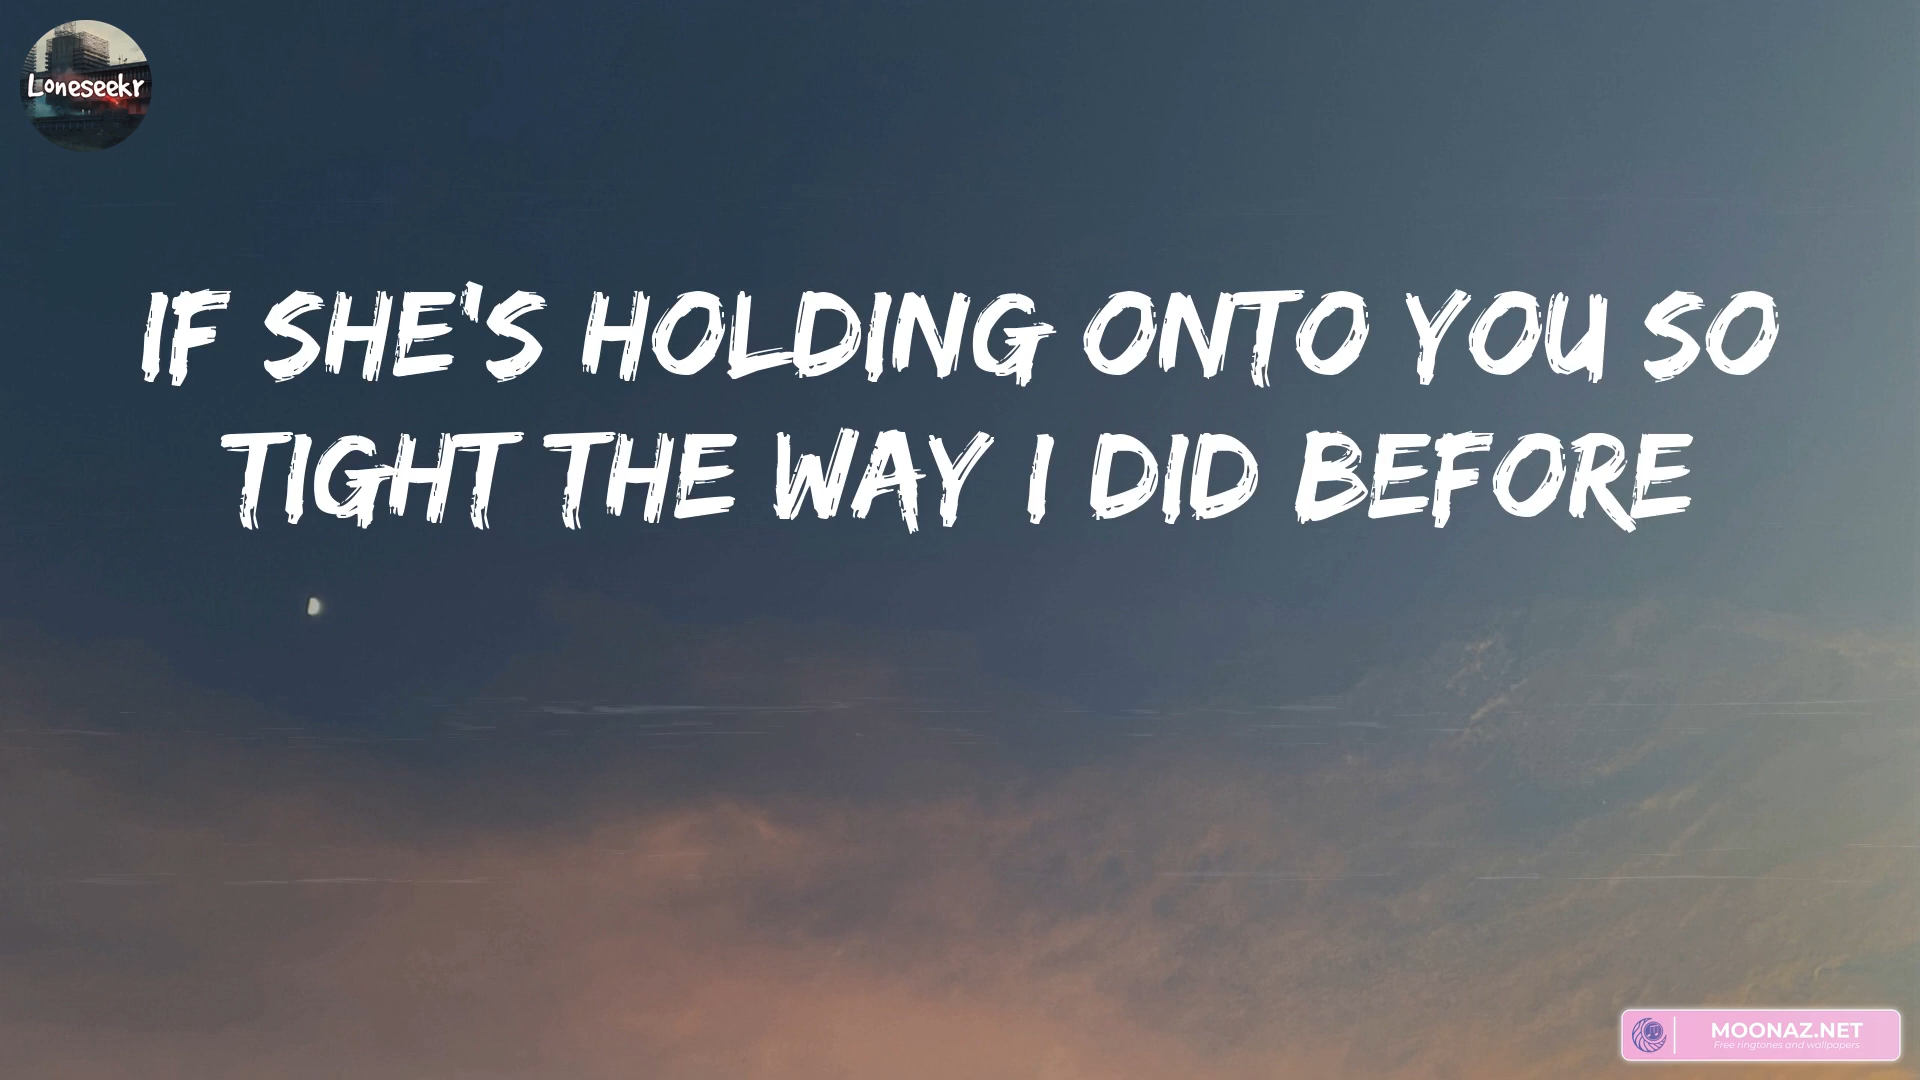 Loneseekr
IF SHE'S HOLDING ONTO YOU SO
TIGHT THE WAY I DID BEFORE
MOONAZ.NET
Free ringtones and wallpapers